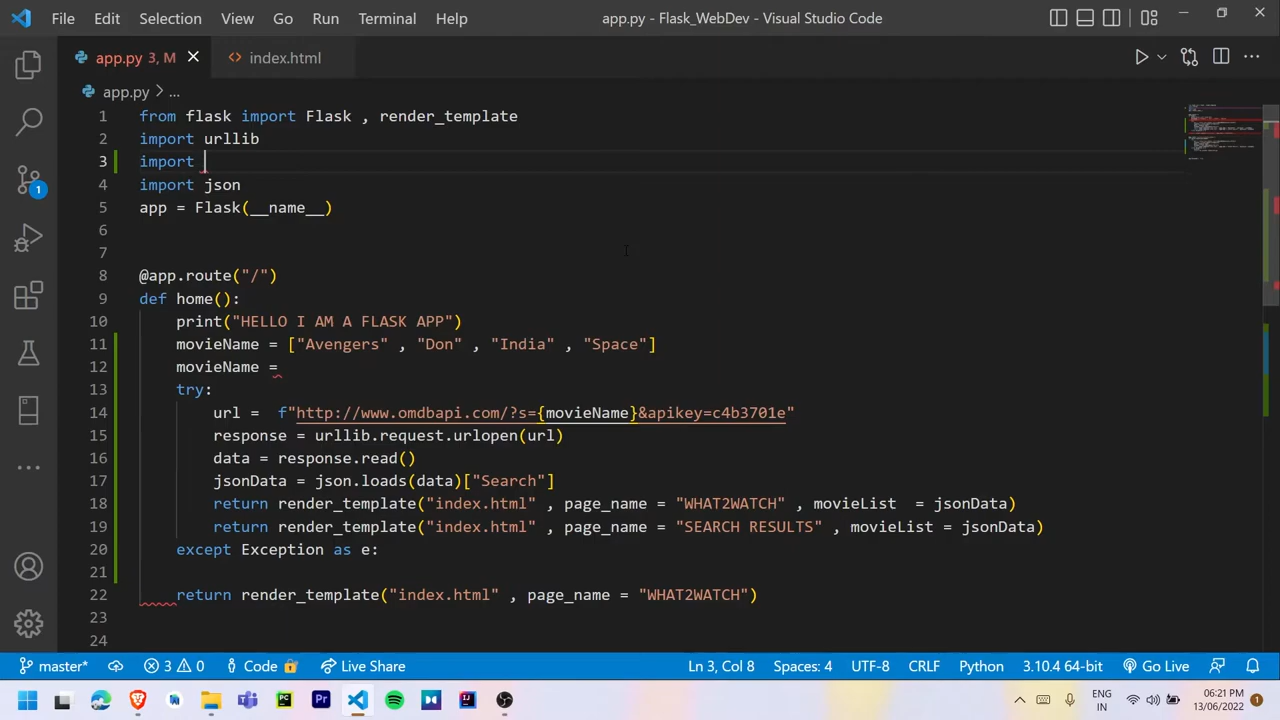 File Edit Selection View Go Run Terminal Help app.py - Flask_WebDev - Visual Studio Code
app.py 3, M index.html
app.py > ...
1 from flask import Flask , render_template
2 import urllib
3 import
4 import json
5 app = Flask(__name__)
6
7
8 @app.route("/")
9 def home():
10 print("HELLO I AM A FLASK APP")
11 movieName = ["Avengers" , "Don" , "India" , "Space"]
12 movieName =
13 try:
14 url =  f"http://www.omdbapi.com/?s={movieName}&apikey=c4b3701e"
15 response = urllib.request.urlopen(url)
16 data = response.read()
17 jsonData = json.loads(data)["Search"]
18 return render_template("index.html" , page_name = "WHAT2WATCH" , movieList  = jsonData)
19 return render_template("index.html" , page_name = "SEARCH RESULTS" , movieList = jsonData)
20 except Exception as e:
21
22 return render_template("index.html" , page_name = "WHAT2WATCH")
23
24
1
master* 3 0 Code Live Share Ln 3, Col 8 Spaces: 4 UTF-8 CRLF Python 3.10.4 64-bit Go Live
PC Pr IJ ENG IN 06:21 PM 13/06/2022 1